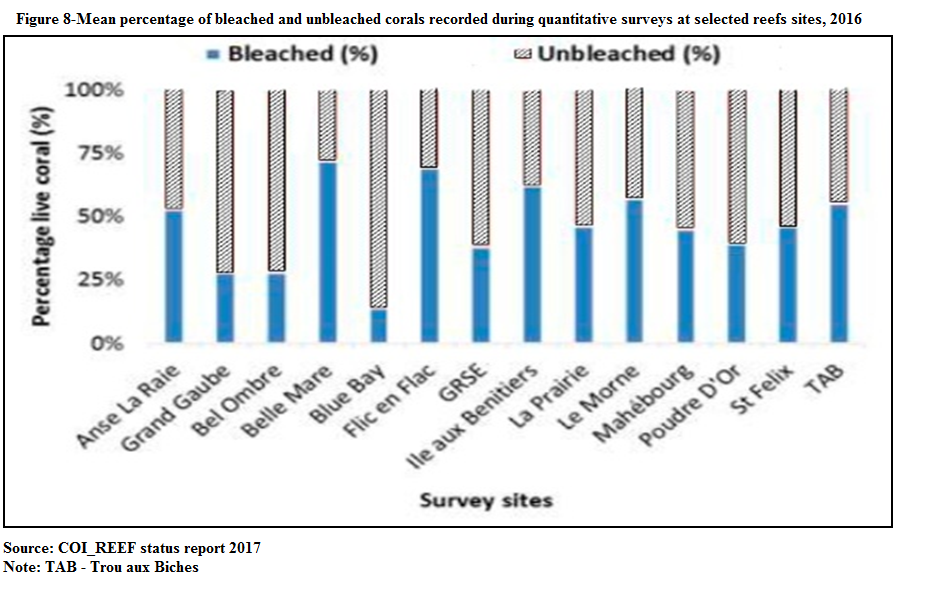 Figure 8-Mean percentage of bleached and unbleached corals recorded during quantitative surveys at selected reefs sites, 2016
Bleached (%) Unbleached (%)
Percentage live coral (%)
100%
75%
50%
25%
0%
Anse La Raie
Grand Gaube
Bel Ombre
Belle Mare
Blue Bay
Flic en Flac
GRSE
Ile aux Benitiers
La Prairie
Le Morne
Mahébourg
Poudre D'Or
St Felix
TAB
Survey sites
Source: COI_REEF status report 2017
Note: TAB - Trou aux Biches